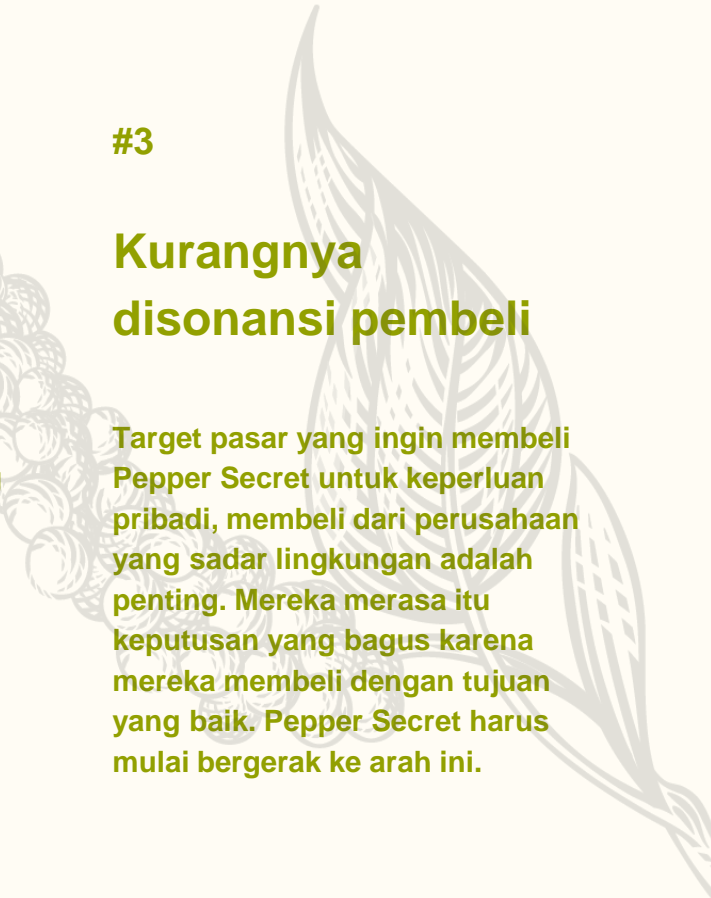 #3
Kurangnya
disonansi pembeli
Target pasar yang ingin membeli
Pepper Secret untuk keperluan
pribadi, membeli dari perusahaan
yang sadar lingkungan adalah
penting. Mereka merasa itu
keputusan yang bagus karena
mereka membeli dengan tujuan
yang baik. Pepper Secret harus
mulai bergerak ke arah ini.